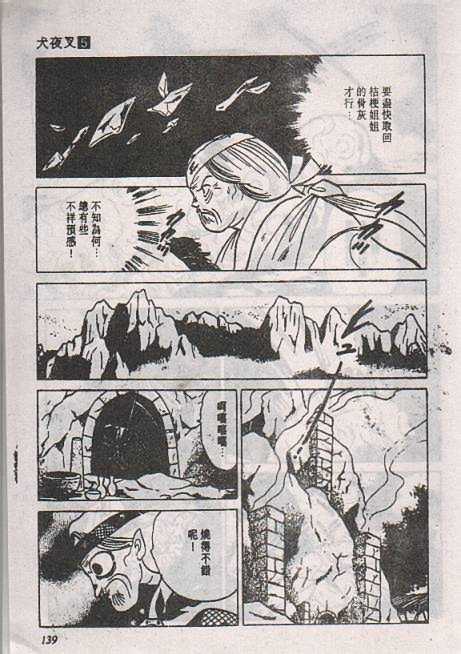 犬夜叉5
要盡快取回
桔梗姐姐
的骨灰
才行…
不知為何…
總有些
不祥預感！
呵嘿嘿嘿…
燒得不錯
呢！
139